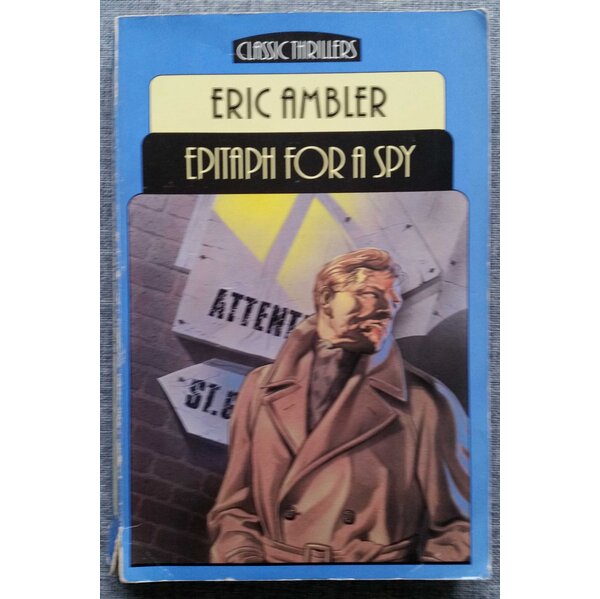 CLASSIC THRILLERS
ERIC AMBLER
EPITAPH FOR A SPY
ATTENT
ST.